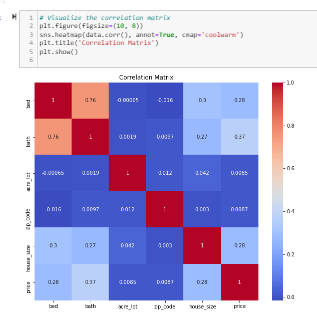 1 # Visualize the correlation matrix
2 plt.figure(figsize=(10, 8))
3 sns.heatmap(data.corr(), annot=True, cmap='coolwarm')
4 plt.title('Correlation Matrix')
5 plt.show()
6
Correlation Matrix
bed 1 0.76 -0.00065 -0.016 0.3 0.28
bath 0.76 1 0.0019 0.0097 0.27 0.37
acre_lot -0.00065 0.0019 1 0.012 0.042 0.0085
zip_code -0.016 0.0097 0.012 1 0.003 0.0087
house_size 0.3 0.27 0.042 0.003 1 0.28
price 0.28 0.37 0.0085 0.0087 0.28 1
bed bath acre_lot zip_code house_size price
1.0
0.8
0.6
0.4
0.2
0.0